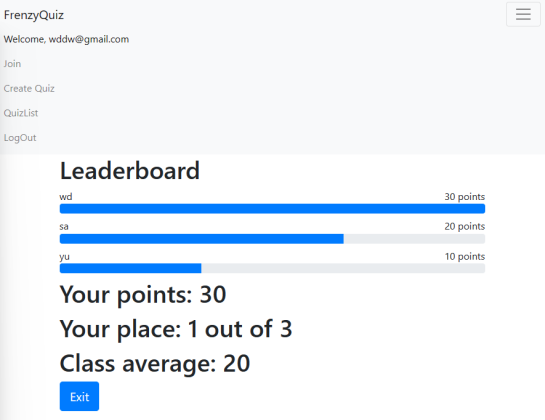 FrenzyQuiz
Welcome, wddw@gmail.com
Join
Create Quiz
QuizList
LogOut
Leaderboard
wd 30 points
sa 20 points
yu 10 points
Your points: 30
Your place: 1 out of 3
Class average: 20
Exit